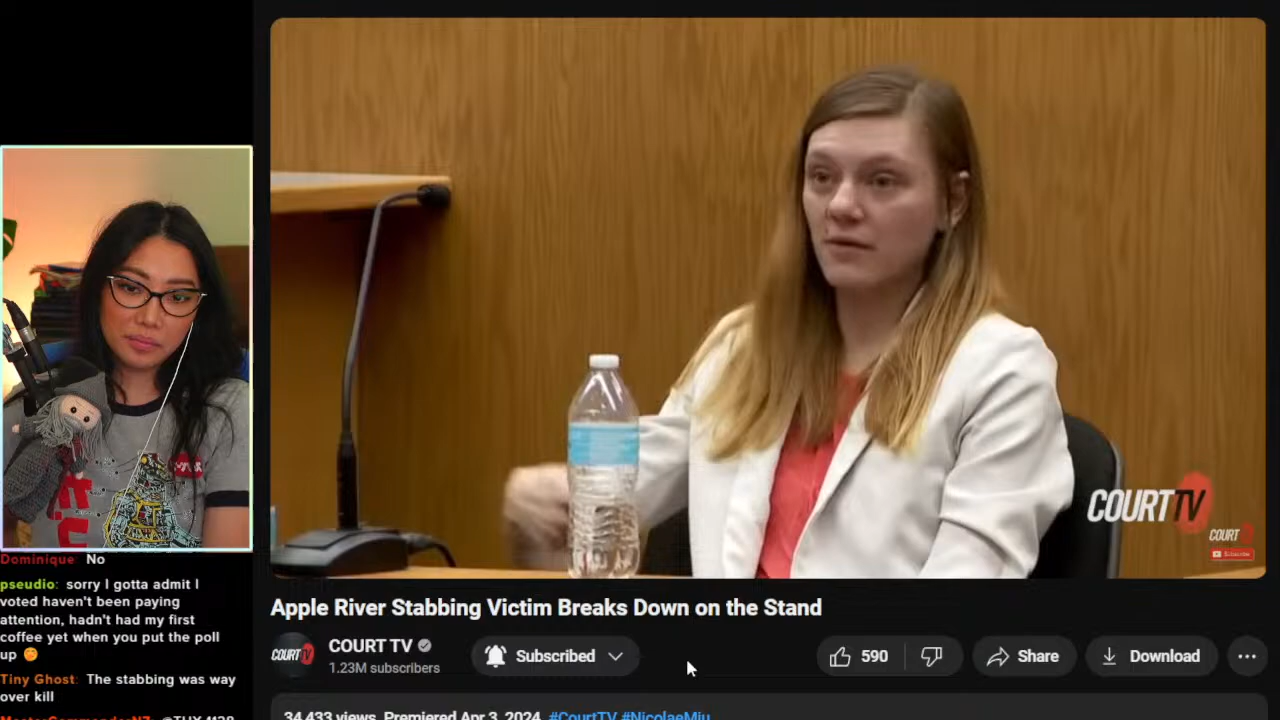 COURT TV
COURT
Subscribe
Apple River Stabbing Victim Breaks Down on the Stand
COURT TV
COURT TV
1.23M subscribers
Subscribed
590
Share
Download
34,433 views Premiered Apr 3, 2024 #CourtTV #NicolaeMiu
Dominique: No
pseudio: sorry I gotta admit I
voted haven't been paying
attention, hadn't had my first
coffee yet when you put the poll
up
Tiny Ghost: The stabbing was way
over kill